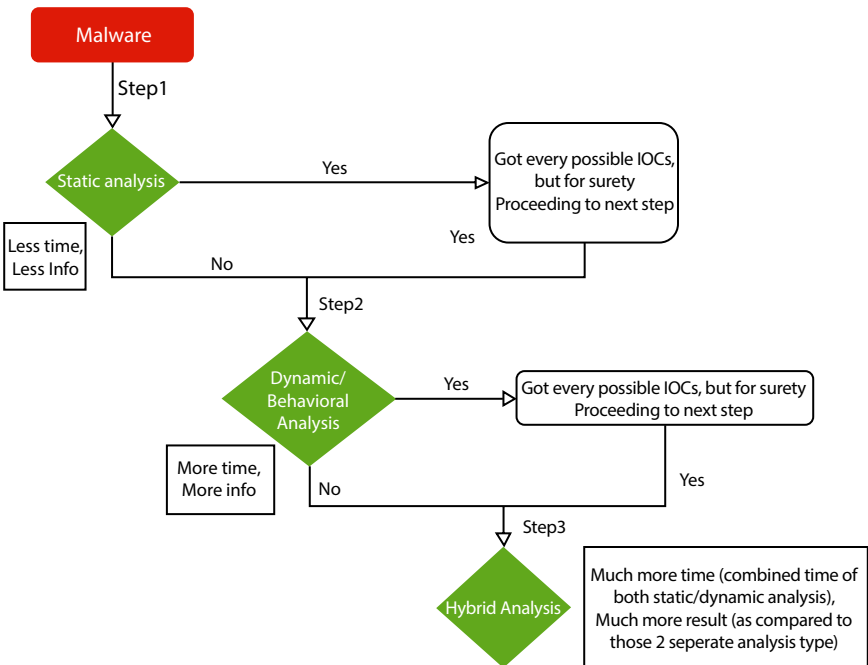 Malware
Step1
Static analysis
Yes
Got every possible IOCs,
but for surety
Proceeding to next step
Yes
Less time,
Less Info
No
Step2
Dynamic/
Behavioral
Analysis
Yes
Got every possible IOCs, but for surety
Proceeding to next step
More time,
More info
No
Yes
Step3
Hybrid Analysis
Much more time (combined time of
both static/dynamic analysis),
Much more result (as compared to
those 2 seperate analysis type)